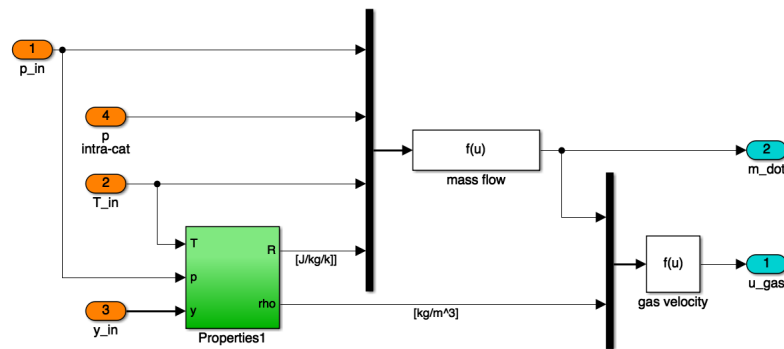 1
p_in
4
p
intra-cat
2
T_in
T
p
y
R
rho
Properties1
3
y_in
[J/kg/k]]
[kg/m^3]
f(u)
mass flow
2
m_dot
f(u)
gas velocity
1
u_gas